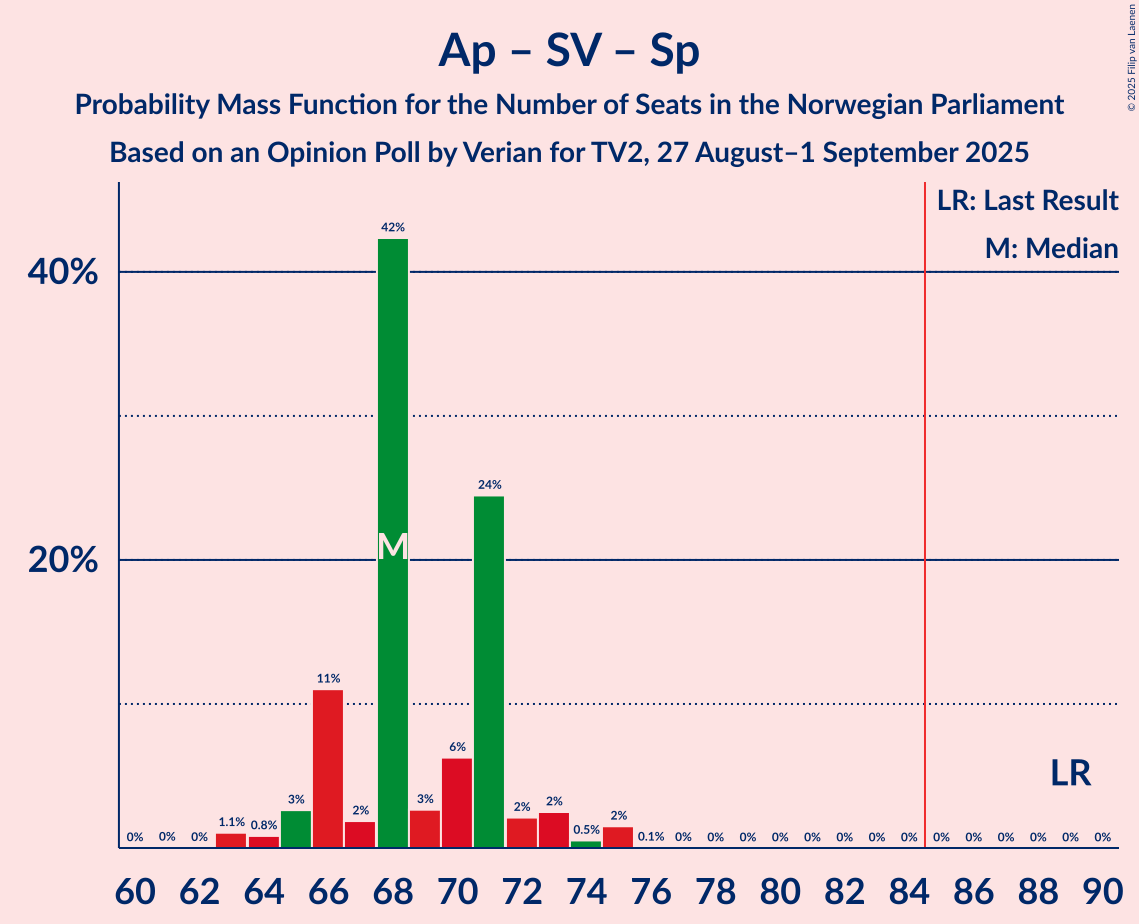 Ap – SV – Sp
Probability Mass Function for the Number of Seats in the Norwegian Parliament
Based on an Opinion Poll by Verian for TV2, 27 August–1 September 2025
© 2025 Filip van Laenen
LR: Last Result
M: Median
40%
20%
0% 0% 0% 1.1% 0.8% 3% 11% 2% 42% 3% 6% 24% 2% 2% 0.5% 2% 0.1% 0% 0% 0% 0% 0% 0% 0% 0% 0% 0% 0% 0% 0% 0%
M
LR
60 62 64 66 68 70 72 74 76 78 80 82 84 86 88 90